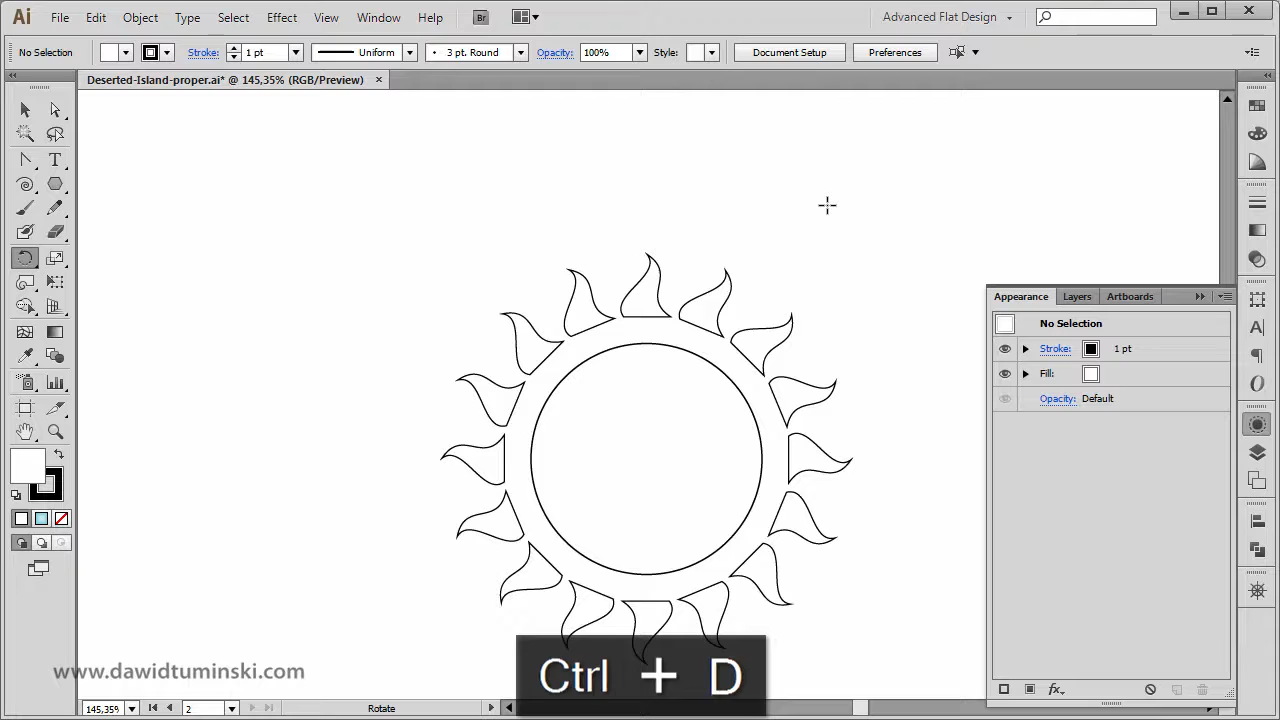 Ai File Edit Object Type Select Effect View Window Help Br Advanced Flat Design
No Selection Stroke: 1 pt Uniform 3 pt. Round Opacity: 100% Style: Document Setup Preferences
Deserted-Island-proper.ai* @ 145,35% (RGB/Preview)
Appearance Layers Artboards
No Selection
Stroke: 1 pt
Fill:
Opacity: Default
www.dawidtuminski.com
Ctrl + D
fx
145,35% 2 Rotate